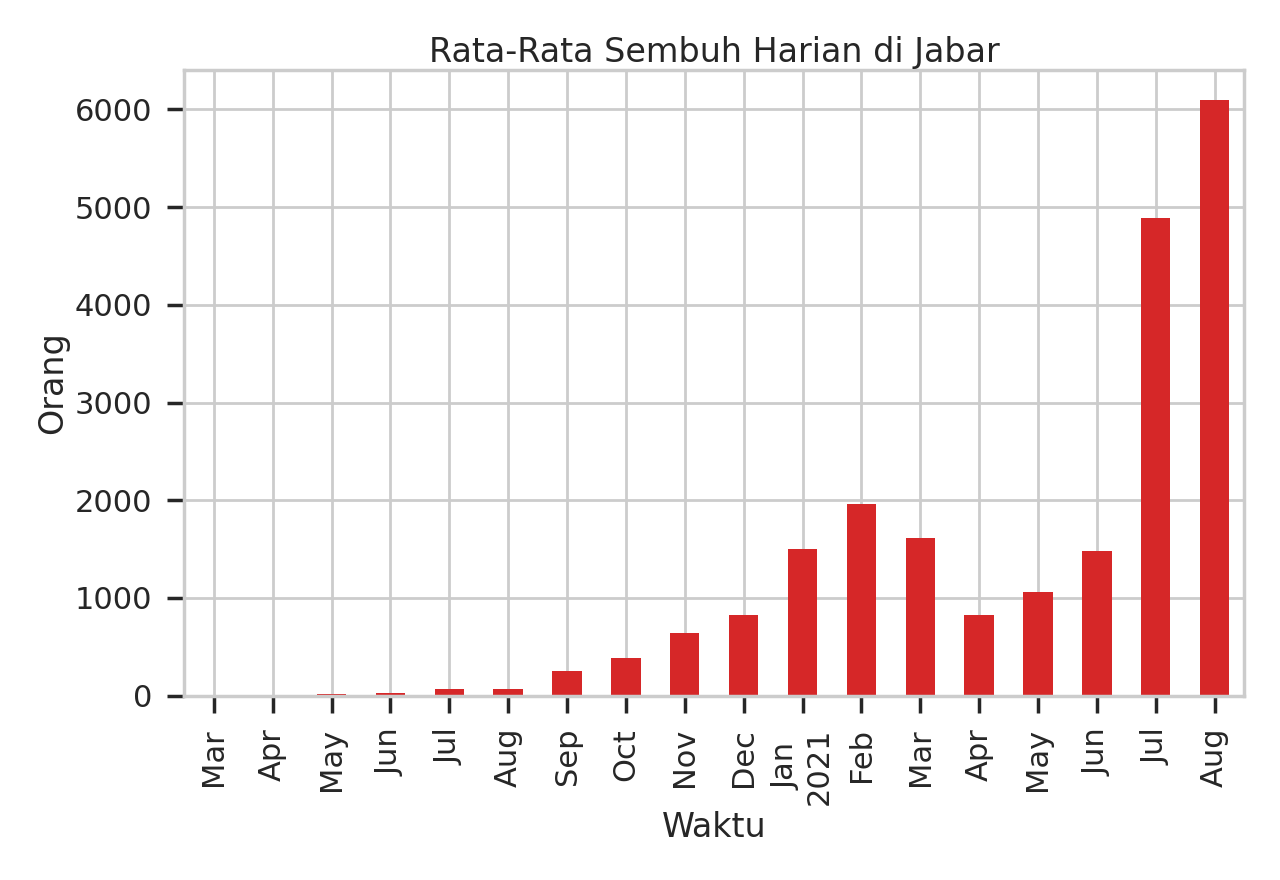 Rata-Rata Sembuh Harian di Jabar
6000
5000
4000
3000
2000
1000
0
Orang
Mar
Apr
May
Jun
Jul
Aug
Sep
Oct
Nov
Dec
Jan
2021
Feb
Mar
Apr
May
Jun
Jul
Aug
Waktu